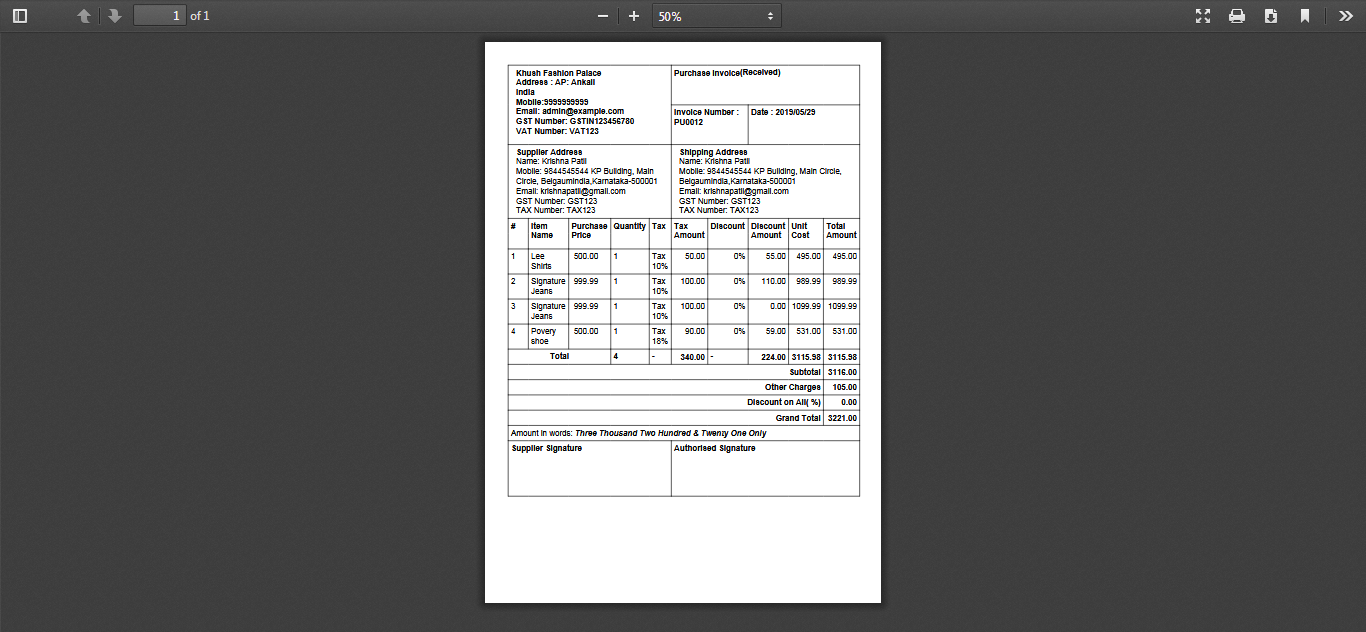 1 of 1
50%
Khush Fashion Palace
Address : AP: Ankali
India
Mobile:9999999999
Email: admin@example.com
GST Number: GSTIN123456780
VAT Number: VAT123
Purchase Invoice(Received)
Invoice Number :
PU0012
Date : 2019/05/29
Supplier Address
Name: Krishna Patil
Mobile: 9844545544 KP Building, Main
Circle, BelgaumIndia,Karnataka-500001
Email: krishnapatil@gmail.com
GST Number: GST123
TAX Number: TAX123
Shipping Address
Name: Krishna Patil
Mobile: 9844545544 KP Building, Main Circle,
BelgaumIndia,Karnataka-500001
Email: krishnapatil@gmail.com
GST Number: GST123
TAX Number: TAX123
# Item Purchase Quantity Tax Tax Discount Discount Unit Total
Name Price Amount Amount Cost Amount
1 Lee 500.00 1 Tax 50.00 0% 55.00 495.00 495.00
Shirts 10%
2 Signature 999.99 1 Tax 100.00 0% 110.00 989.99 989.99
Jeans 10%
3 Signature 999.99 1 Tax 100.00 0% 0.00 1099.99 1099.99
Jeans 10%
4 Povery 500.00 1 Tax 90.00 0% 59.00 531.00 531.00
shoe 18%
Total 4 - 340.00 - 224.00 3115.98 3115.98
Subtotal 3116.00
Other Charges 105.00
Discount on All( %) 0.00
Grand Total 3221.00
Amount in words: Three Thousand Two Hundred & Twenty One Only
Supplier Signature Authorised Signature